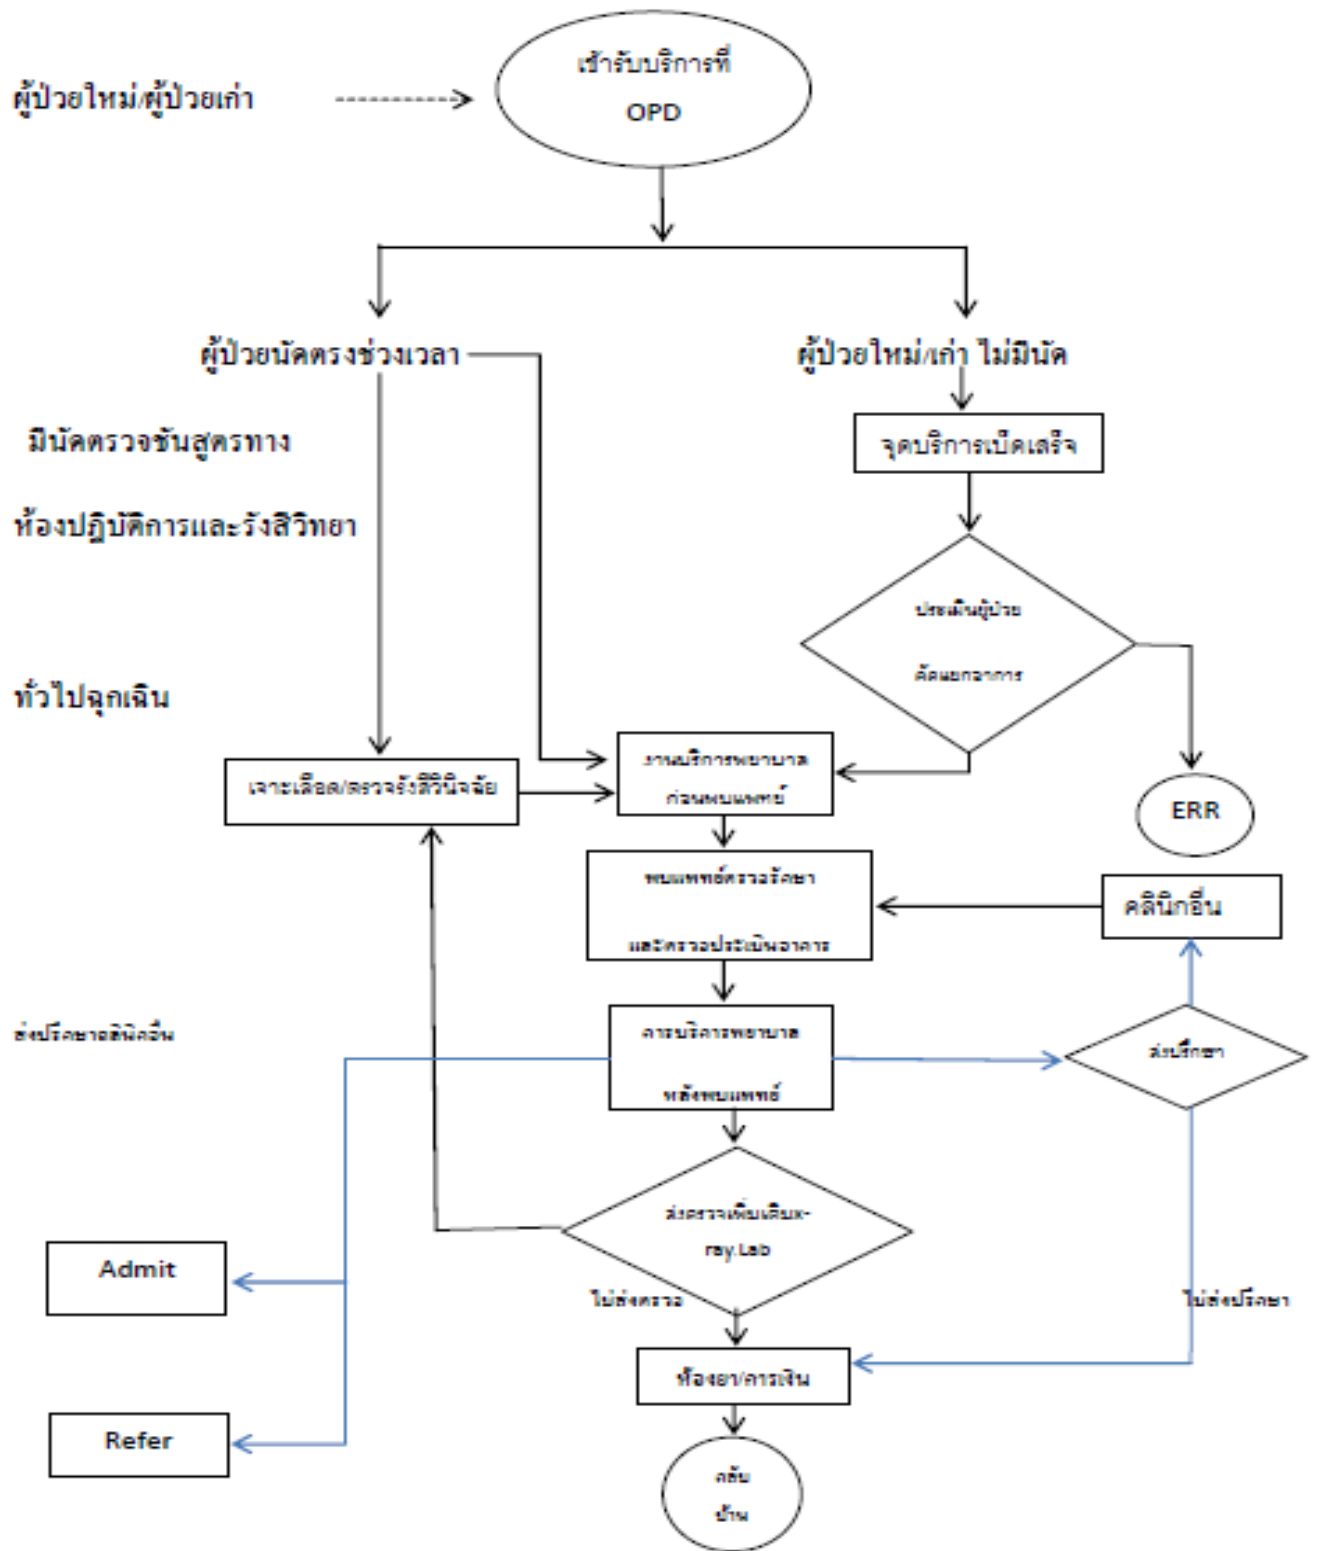 เข้ารับบริการที่
OPD
ผู้ป่วยใหม่/ผู้ป่วยเก่า
ผู้ป่วยนัดตรงช่วงเวลา
ผู้ป่วยใหม่/เก่า ไม่มีนัด
มีนัดตรวจชันสูตรทาง
จุดบริการเบ็ดเสร็จ
ห้องปฏิบัติการและรังสิวิทยา
ประเมินผู้ป่วย
คัดแยกอาการ
ทั่วไปฉุกเฉิน
งานบริการพยาบาล
ก่อนพบแพทย์
เจาะเลือด/ตรวจรังสีวินิจฉัย
ERR
พบแพทย์ตรวจรักษา
และตรวจประเมินอาการ
คลินิกอื่น
การบริการพยาบาล
หลังพบแพทย์
ส่งปรึกษาคลินิกอื่น
ส่งปรึกษา
ส่งตรวจเพิ่มเติมx-
ray.Lab
Admit
ไม่ส่งตรวจ
ไม่ส่งปรึกษา
ห้องยา/การเงิน
Refer
กลับ
บ้าน